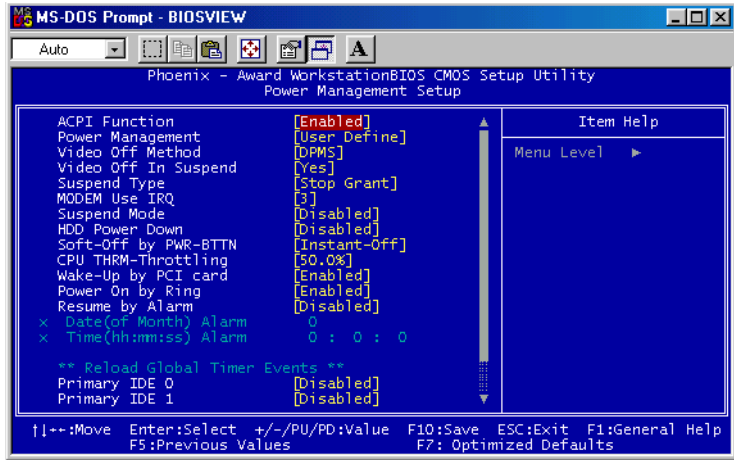 MS-DOS Prompt - BIOSVIEW
Auto
A
Phoenix - Award WorkstationBIOS CMOS Setup Utility
Power Management Setup
ACPI Function [Enabled]
Power Management [User Define]
Video Off Method [DPMS]
Video Off In Suspend [Yes]
Suspend Type [Stop Grant]
MODEM Use IRQ [3]
Suspend Mode [Disabled]
HDD Power Down [Disabled]
Soft-Off by PWR-BTTN [Instant-Off]
CPU THRM-Throttling [50.0%]
Wake-Up by PCI card [Enabled]
Power On by Ring [Enabled]
Resume by Alarm [Disabled]
x Date(of Month) Alarm 0
x Time(hh:mm:ss) Alarm 0 : 0 : 0
** Reload Global Timer Events **
Primary IDE 0 [Disabled]
Primary IDE 1 [Disabled]
Item Help
Menu Level ►
↑↓←→:Move Enter:Select +/-/PU/PD:Value F10:Save ESC:Exit F1:General Help
F5:Previous Values F7: Optimized Defaults